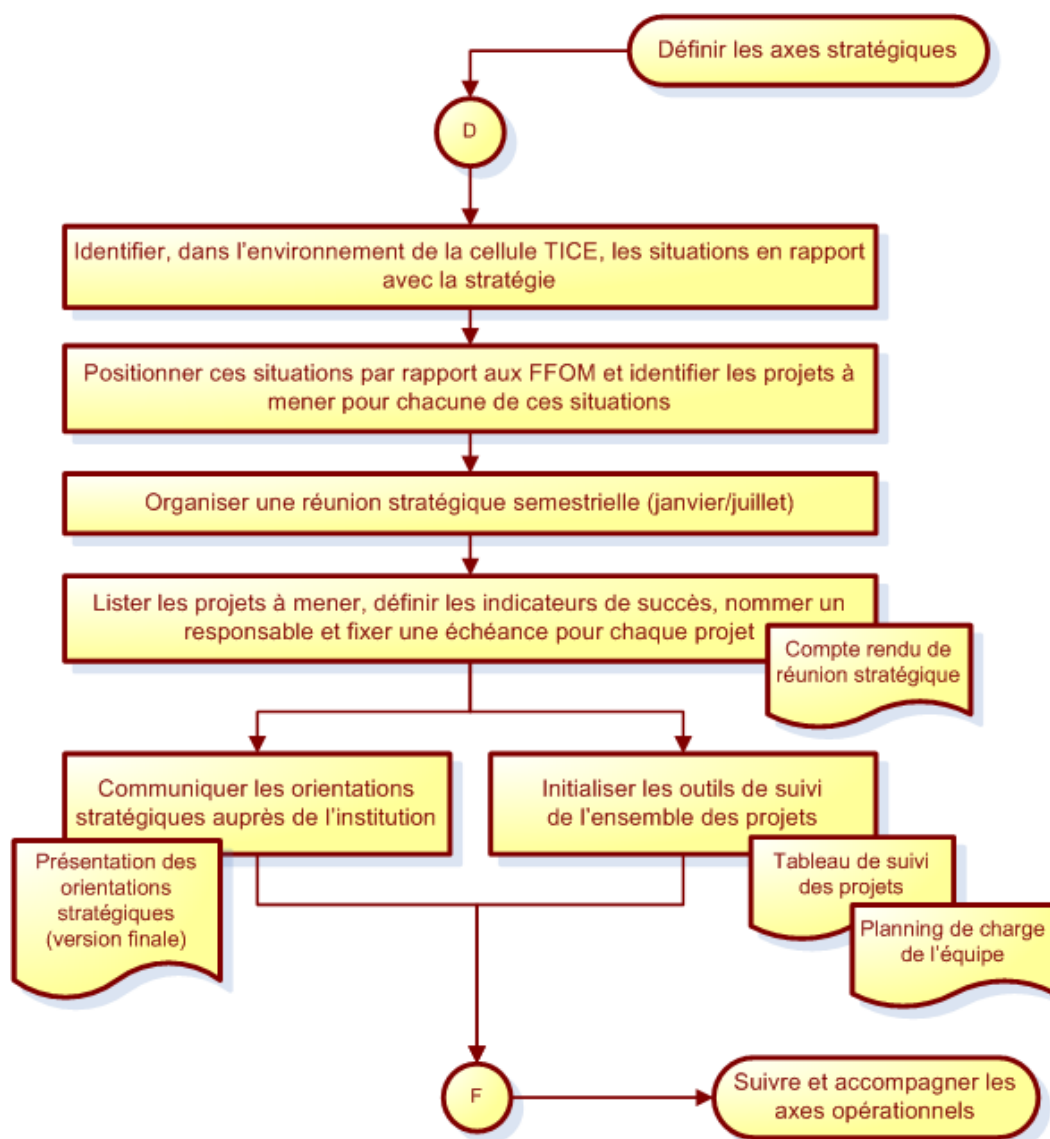 Définir les axes stratégiques
D
Identifier, dans l'environnement de la cellule TICE, les situations en rapport
avec la stratégie
Positionner ces situations par rapport aux FFOM et identifier les projets à
mener pour chacune de ces situations
Organiser une réunion stratégique semestrielle (janvier/juillet)
Lister les projets à mener, définir les indicateurs de succès, nommer un
responsable et fixer une échéance pour chaque projet
Compte rendu de
réunion stratégique
Communiquer les orientations
stratégiques auprès de l'institution
Présentation des
orientations
stratégiques
(version finale)
Initialiser les outils de suivi
de l'ensemble des projets
Tableau de suivi
des projets
Planning de charge
de l'équipe
F
Suivre et accompagner les
axes opérationnels